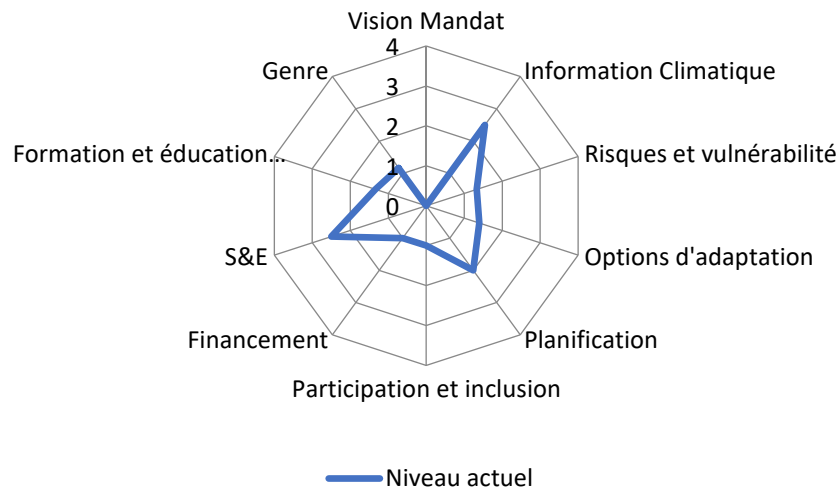 Vision Mandat
4
Genre
Information Climatique
3
2
Formation et éducation...
Risques et vulnérabilité
1
0
S&E
Options d'adaptation
Financement
Planification
Participation et inclusion
Niveau actuel